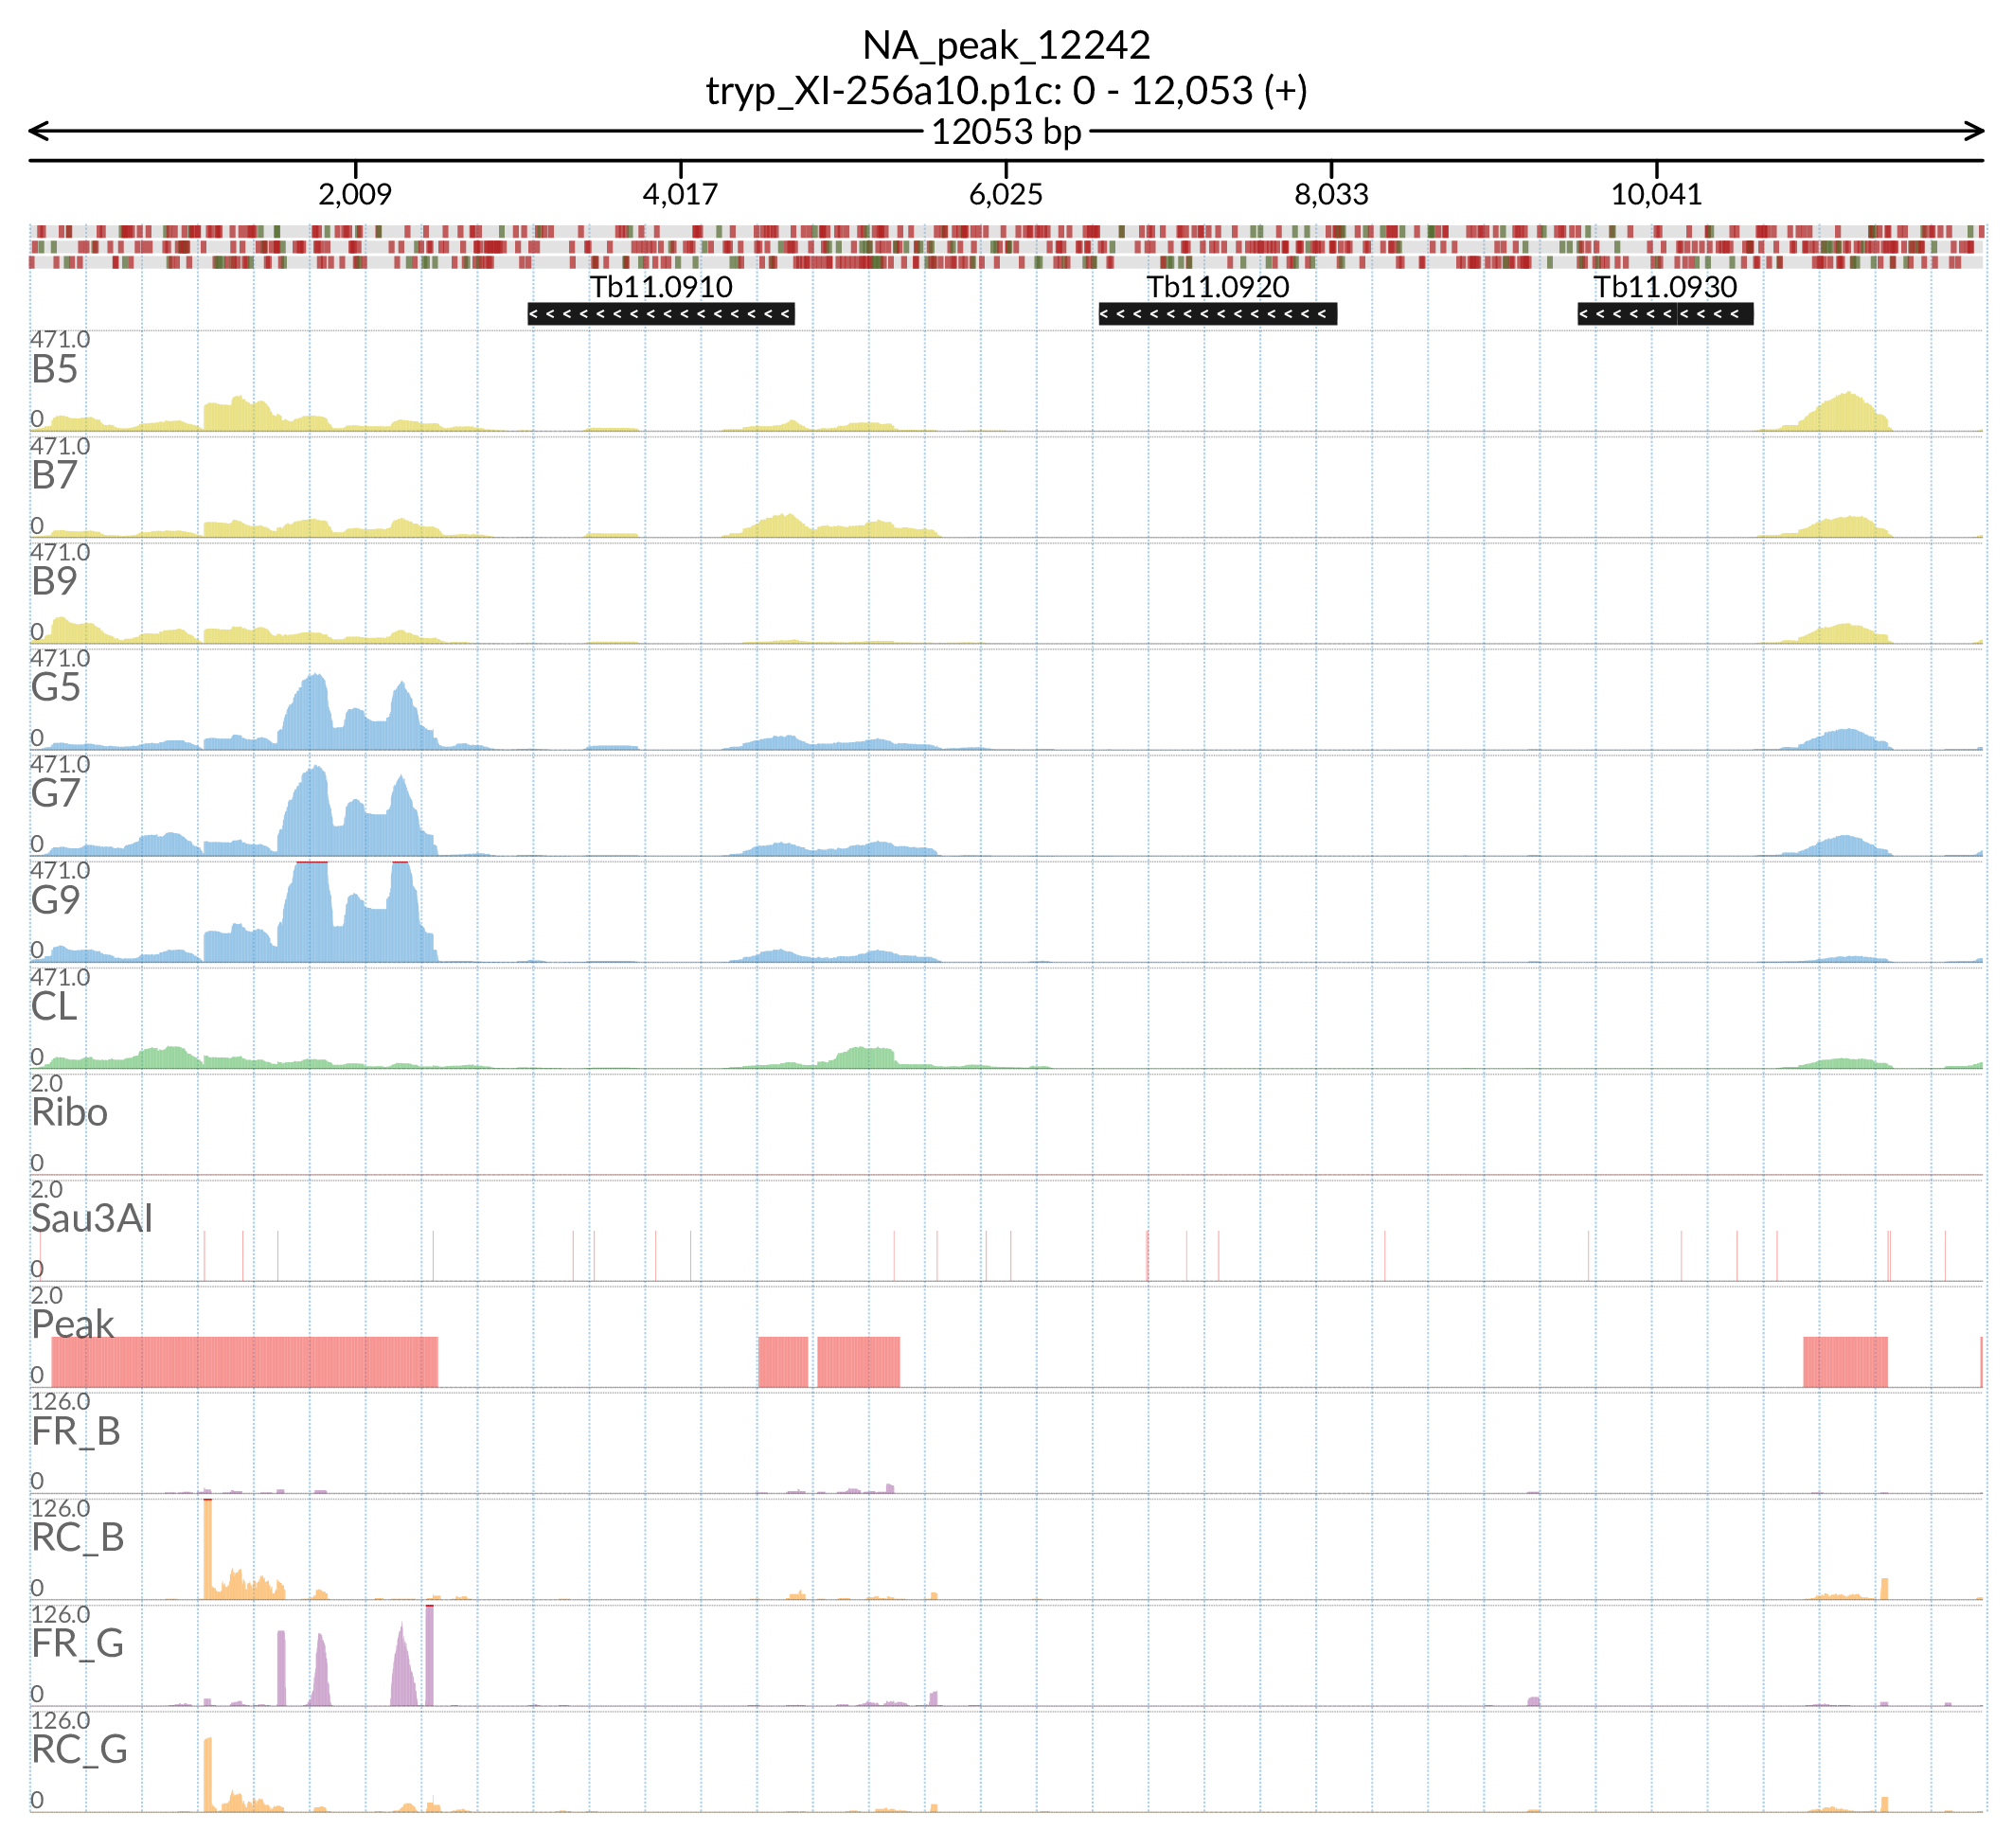 NA_peak_12242
tryp_XI-256a10.p1c: 0 - 12,053 (+)
12053 bp
2,009 4,017 6,025 8,033 10,041
Tb11.0910 Tb11.0920 Tb11.0930
471.0
B5
0
471.0
B7
0
471.0
B9
0
471.0
G5
0
471.0
G7
0
471.0
G9
0
471.0
CL
0
2.0
Ribo
0
2.0
Sau3AI
0
2.0
Peak
0
126.0
FR_B
0
126.0
RC_B
0
126.0
FR_G
0
126.0
RC_G
0